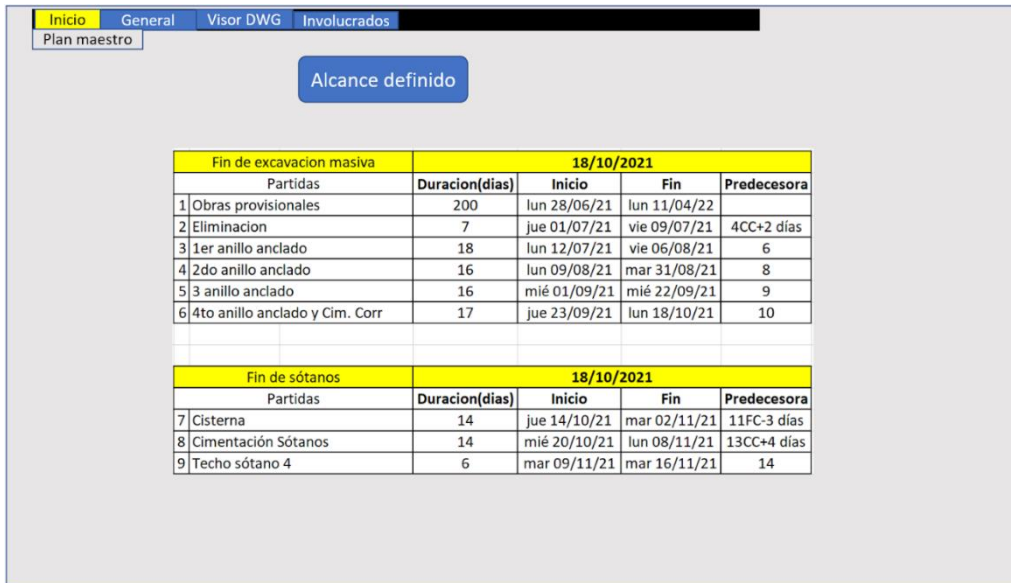 Inicio General Visor DWG Involucrados
Plan maestro
Alcance definido
Fin de excavacion masiva 18/10/2021
Partidas Duracion(dias) Inicio Fin Predecesora
1 Obras provisionales 200 lun 28/06/21 lun 11/04/22
2 Eliminacion 7 jue 01/07/21 vie 09/07/21 4CC+2 días
3 1er anillo anclado 18 lun 12/07/21 vie 06/08/21 6
4 2do anillo anclado 16 lun 09/08/21 mar 31/08/21 8
5 3 anillo anclado 16 mié 01/09/21 mié 22/09/21 9
6 4to anillo anclado y Cim. Corr 17 jue 23/09/21 lun 18/10/21 10
Fin de sótanos 18/10/2021
Partidas Duracion(dias) Inicio Fin Predecesora
7 Cisterna 14 jue 14/10/21 mar 02/11/21 11FC-3 días
8 Cimentación Sótanos 14 mié 20/10/21 lun 08/11/21 13CC+4 días
9 Techo sótano 4 6 mar 09/11/21 mar 16/11/21 14